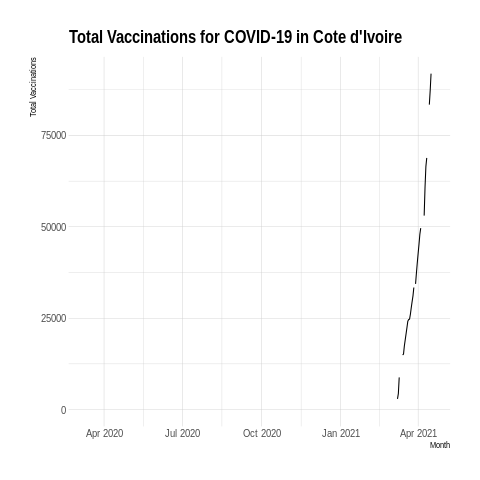 Total Vaccinations for COVID-19 in Cote d'Ivoire
Total Vaccinations
75000
50000
25000
0
Apr 2020 Jul 2020 Oct 2020 Jan 2021 Apr 2021
Month